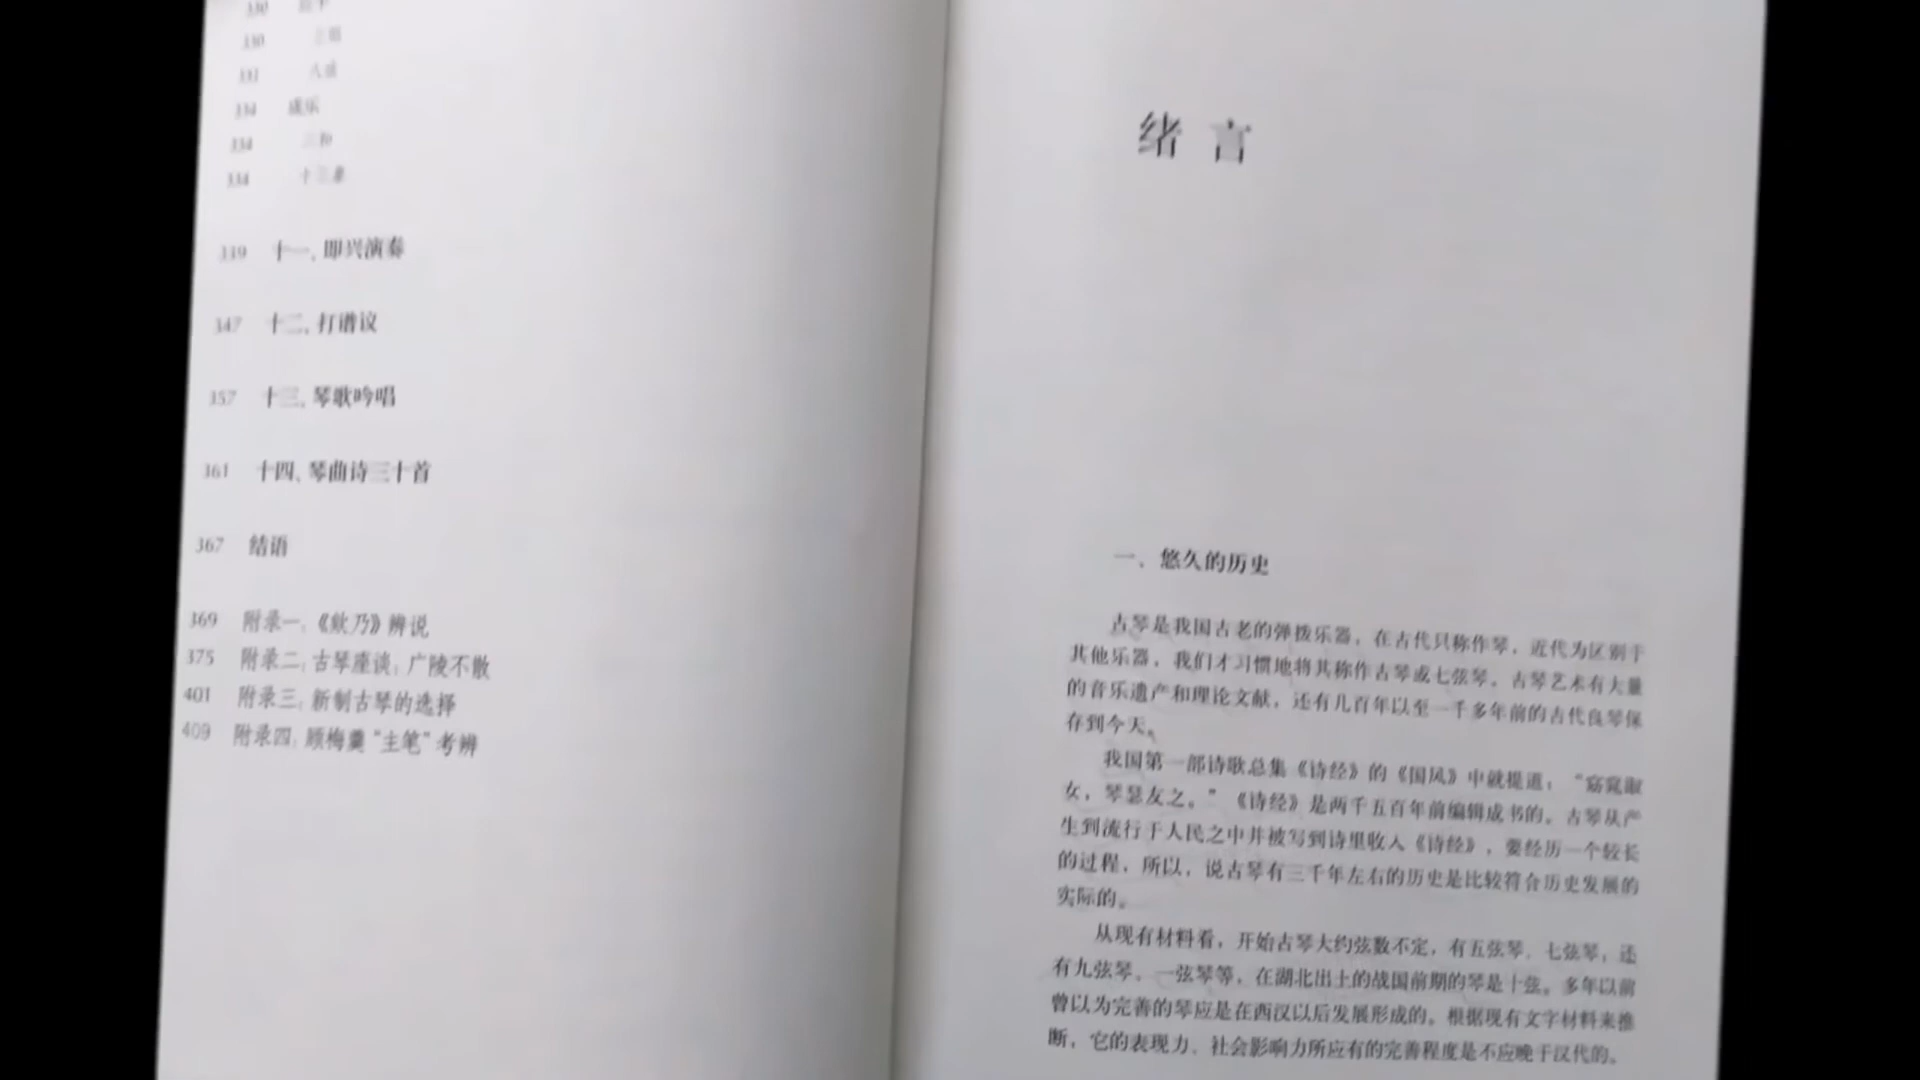 330
330
331 八法
334
334
334
339 十一、即兴演奏
347 十二、打谱议
357 十三、琴歌吟唱
361 十四、琴曲诗三十首
367 结语
369 附录一：《欸乃》辨说
375 附录二：古琴座谈：广陵不散
401 附录三：新制古琴的选择
409 附录四：顾梅羹“主笔”考辨
绪言
一、悠久的历史
古琴是我国古老的弹拨乐器，在古代只称作琴，近代为区别于
其他乐器，我们才习惯地将其称作古琴或七弦琴。古琴艺术有大量
的音乐遗产和理论文献，还有几百年以至一千多年前的古代良琴保
存到今天。
我国第一部诗歌总集《诗经》的《国风》中就提道：“窈窕淑
女，琴瑟友之。”《诗经》是两千五百年前编辑成书的。古琴从产
生到流行于人民之中并被写到诗里收入《诗经》，要经历一个较长
的过程，所以，说古琴有三千年左右的历史是比较符合历史发展的
实际的。
从现有材料看，开始古琴大约弦数不定，有五弦琴、七弦琴，还
有九弦琴、一弦琴等，在湖北出土的战国前期的琴是十弦。多年以前
曾以为完善的琴应是在西汉以后发展形成的。根据现有文字材料来推
断，它的表现力、社会影响力所应有的完善程度是不应晚于汉代的。